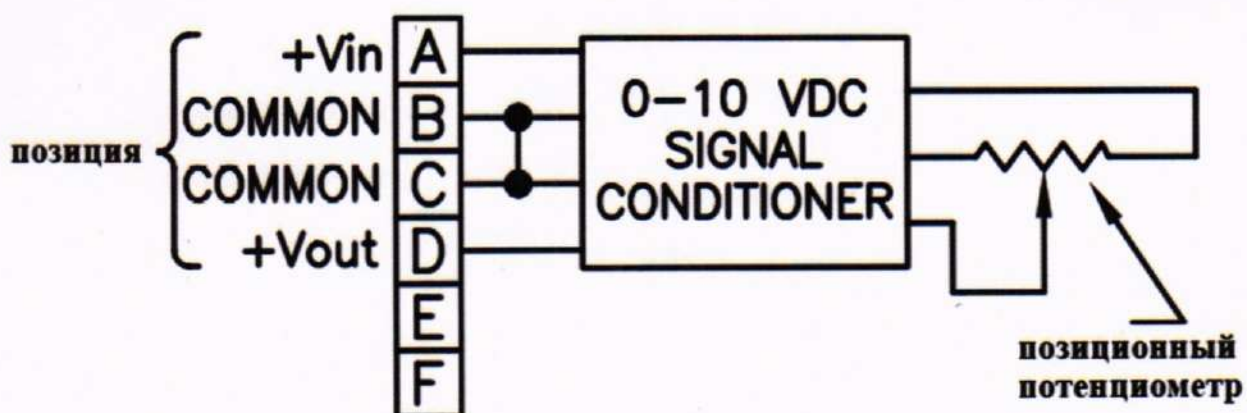 +Vin A
COMMON B
позиция
COMMON C
+Vout D
E
F
0-10 VDC
SIGNAL
CONDITIONER
позиционный
потенциометр